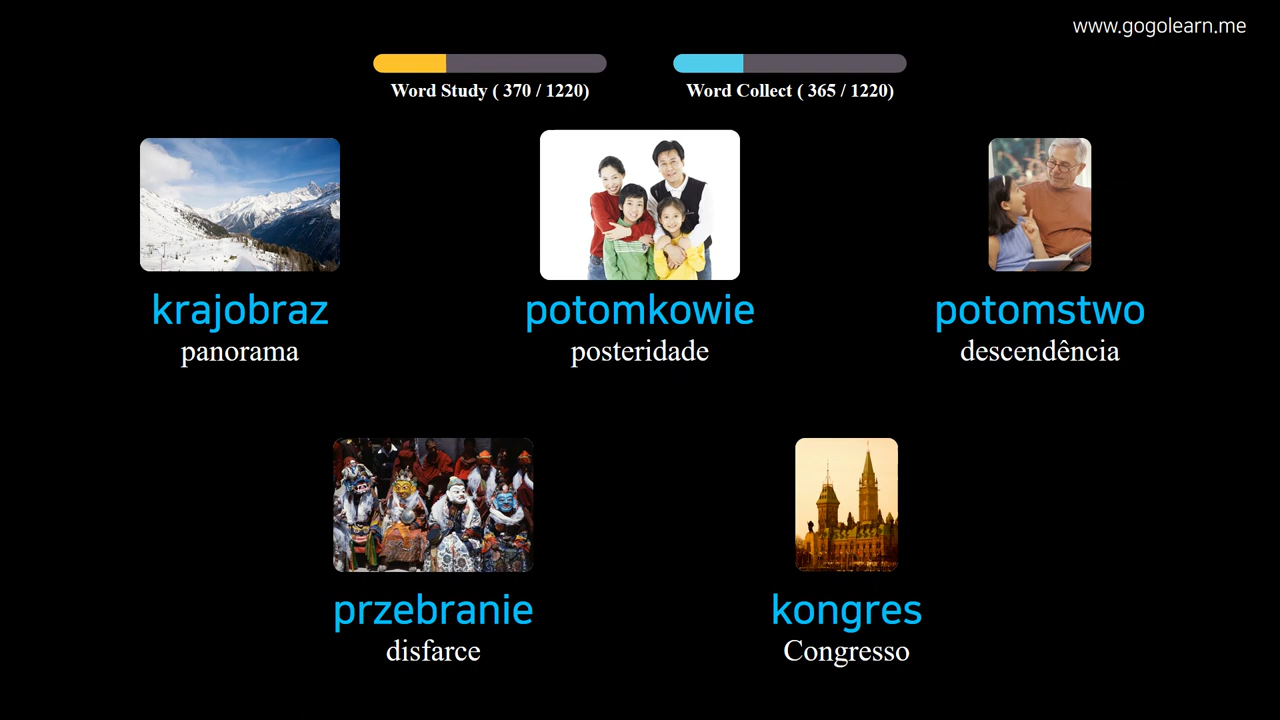 www.gogolearn.me
Word Study ( 370 / 1220)
Word Collect ( 365 / 1220)
krajobraz
panorama
potomkowie
posteridade
potomstwo
descendência
przebranie
disfarce
kongres
Congresso